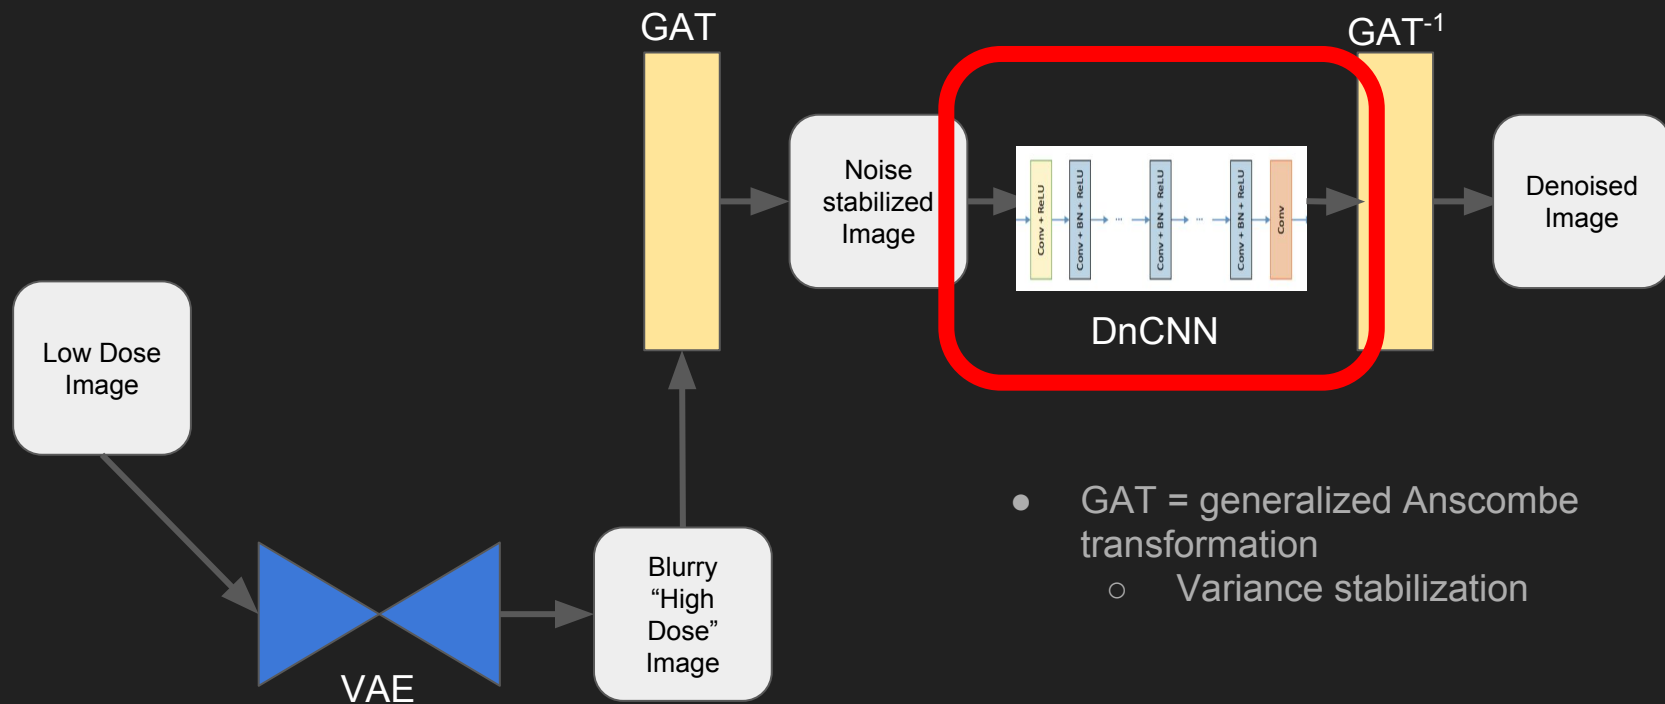 GAT
GAT⁻¹
Noise
stabilized
Image
Conv + ReLU
Conv + BN + ReLU
...
Conv + BN + ReLU
...
Conv + BN + ReLU
Conv
DnCNN
Denoised
Image
Low Dose
Image
VAE
Blurry
“High
Dose”
Image
● GAT = generalized Anscombe
transformation
○ Variance stabilization